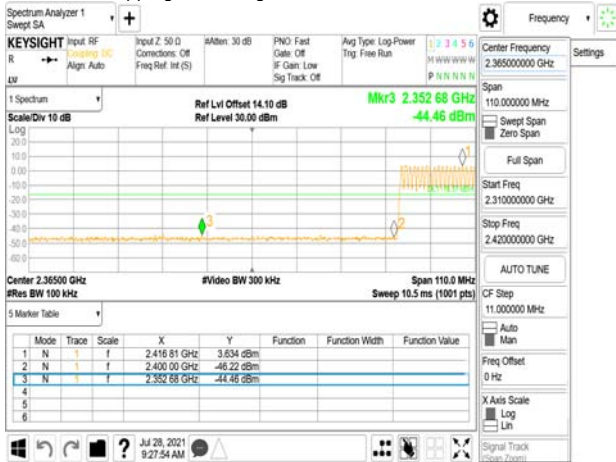 Spectrum Analyzer 1
Swept SA
Frequency
Settings
KEYSIGHT
Input: RF
Coupling: DC
Align: Auto
Input Z: 50 Ω
Corrections: Off
Freq Ref: Int (S)
#Atten: 30 dB
PNO: Fast
Gate: Off
IF Gain: Low
Sig Track: Off
Avg Type: Log-Power
Trig: Free Run
1 2 3 4 5 6
M W W W W W
P N N N N N
R
1 Spectrum
Scale/Div 10 dB
Ref Lvl Offset 14.10 dB
Ref Level 30.00 dBm
Mkr3 2.352 68 GHz
-44.46 dBm
Log
20.0
10.0
0.00
-10.0
-20.0
-30.0
-40.0
-50.0
-60.0
1
2
3
Center 2.36500 GHz
#Video BW 300 kHz
Span 110.0 MHz
#Res BW 100 kHz
Sweep 10.5 ms (1001 pts)
5 Marker Table
Mode Trace Scale X Y Function Function Width Function Value
1 N 1 f 2.416 81 GHz 3.634 dBm
2 N 1 f 2.400 00 GHz -46.22 dBm
3 N 1 f 2.352 68 GHz -44.46 dBm
4
5
6
Jul 28, 2021
9:27:54 AM
Center Frequency
2.365000000 GHz
Span
110.000000 MHz
Swept Span
Zero Span
Full Span
Start Freq
2.310000000 GHz
Stop Freq
2.420000000 GHz
AUTO TUNE
CF Step
11.000000 MHz
Auto
Man
Freq Offset
0 Hz
X Axis Scale
Log
Lin
Signal Track
(Span Zoom)